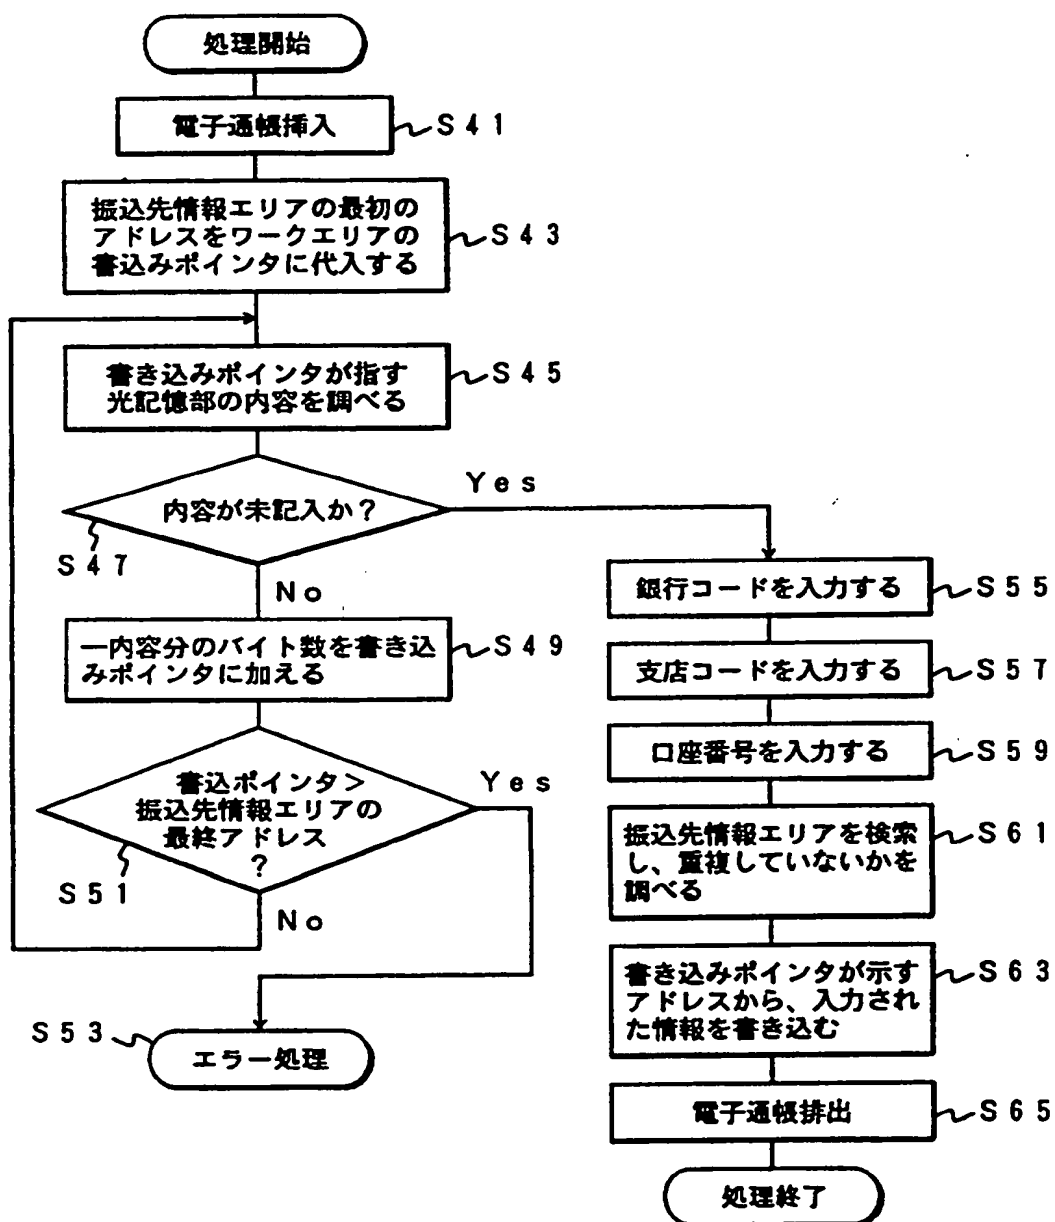 処理開始
電子通帳挿入
S41
振込先情報エリアの最初の
アドレスをワークエリアの
書込みポインタに代入する
S43
書き込みポインタが指す
光記憶部の内容を調べる
S45
内容が未記入か?
Yes
S47
No
一内容分のバイト数を書き込
みポインタに加える
S49
書込ポインタ>
振込先情報エリアの
最終アドレス
?
Yes
S51
No
S53
エラー処理
銀行コードを入力する
S55
支店コードを入力する
S57
口座番号を入力する
S59
振込先情報エリアを検索
し、重複していないかを
調べる
S61
書き込みポインタが示す
アドレスから、入力され
た情報を書き込む
S63
電子通帳排出
S65
処理終了